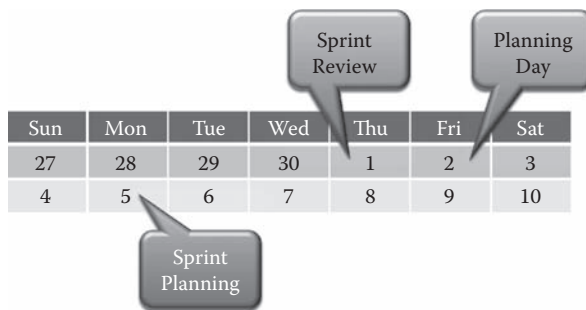 Sprint
Review
Planning
Day
Sun Mon Tue Wed Thu Fri Sat
27 28 29 30 1 2 3
4 5 6 7 8 9 10
Sprint
Planning